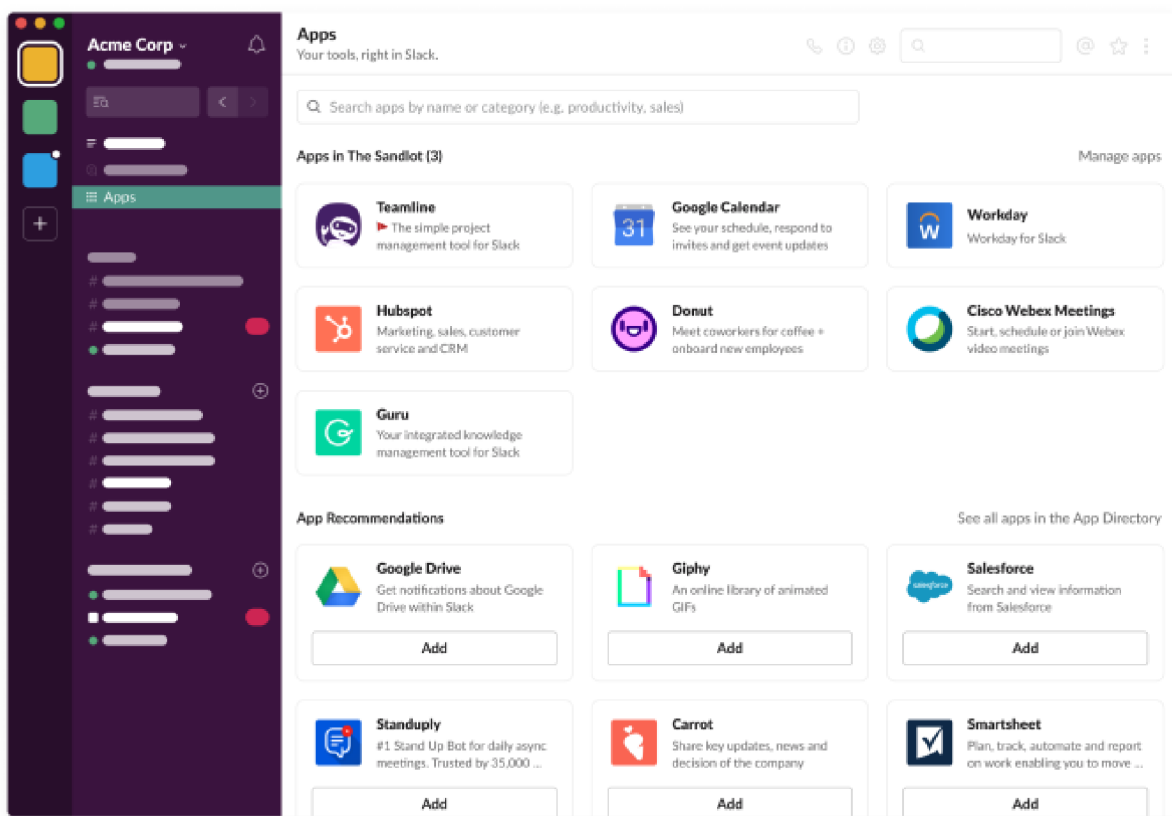 Acme Corp
Apps
Apps
Your tools, right in Slack.
Search apps by name or category (e.g. productivity, sales)
Apps in The Sandlot (3)
Manage apps
Teamline
The simple project
management tool for Slack
Google Calendar
See your schedule, respond to
invites and get event updates
31
Workday
Workday for Slack
W
Hubspot
Marketing, sales, customer
service and CRM
Donut
Meet coworkers for coffee +
onboard new employees
Cisco Webex Meetings
Start, schedule or join Webex
video meetings
Guru
Your integrated knowledge
management tool for Slack
App Recommendations
See all apps in the App Directory
Google Drive
Get notifications about Google
Drive within Slack
Add
Giphy
An online library of animated
GIFs
Add
salesforce
Salesforce
Search and view information
from Salesforce
Add
Standuply
#1 Stand Up Bot for daily async
meetings. Trusted by 35,000 ...
Add
Carrot
Share key updates, news and
decision of the company
Add
Smartsheet
Plan, track, automate and report
on work enabling you to move ...
Add